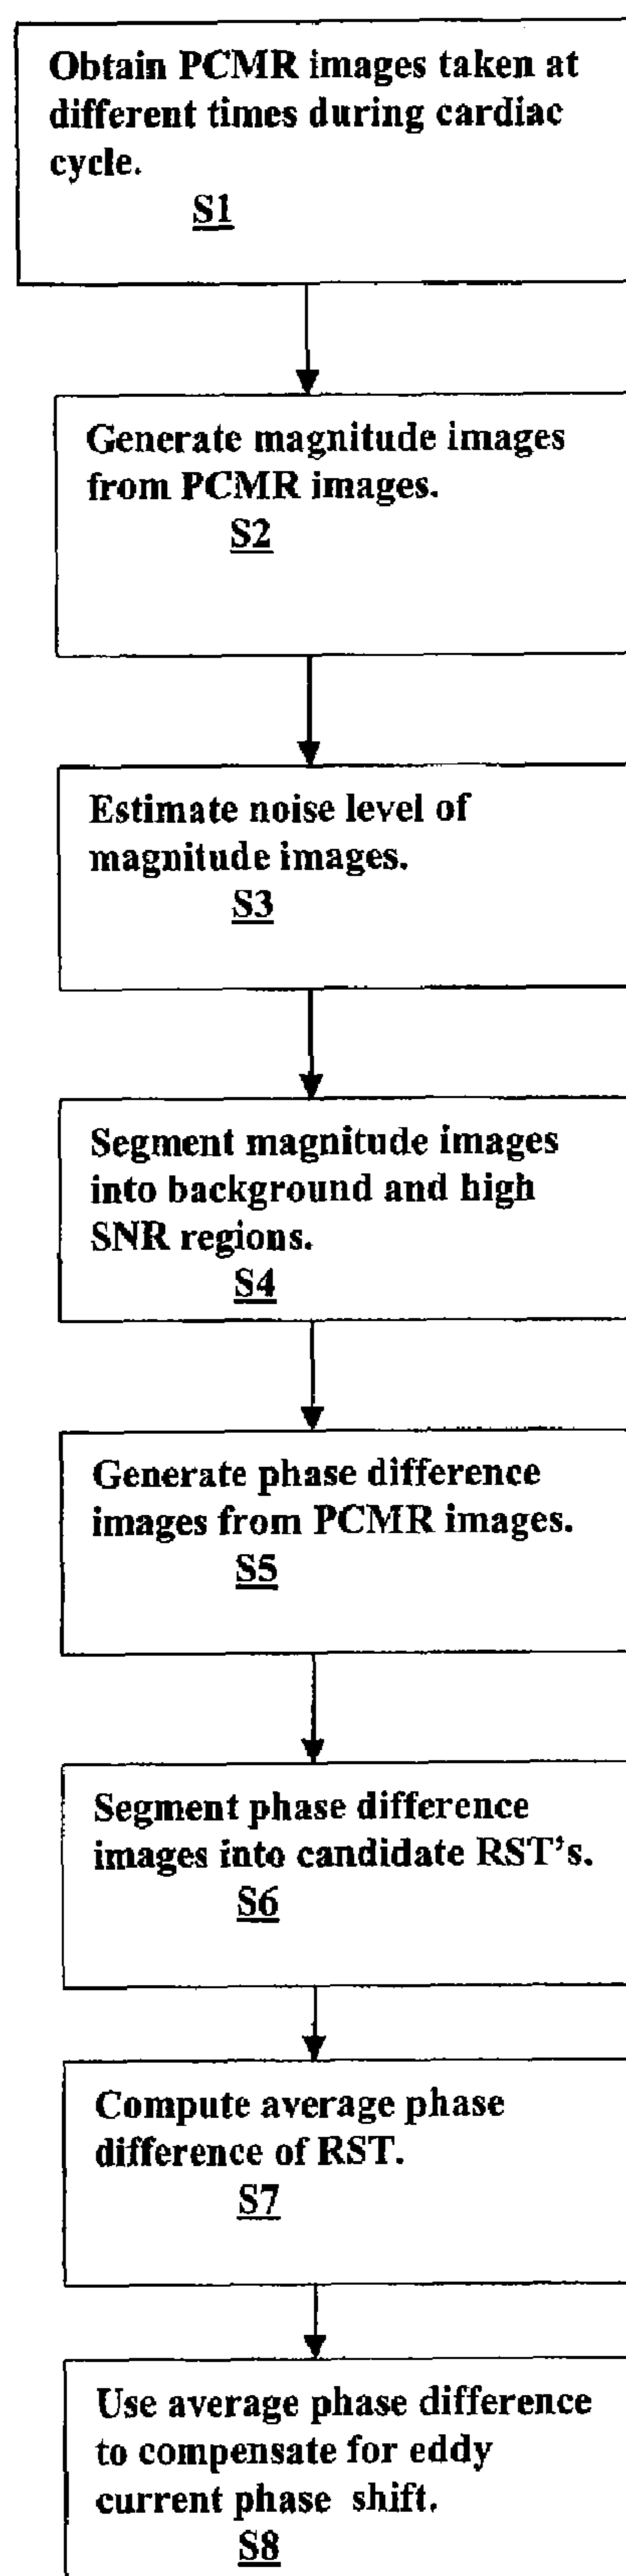 Obtain PCMR images taken at
different times during cardiac
cycle.
S1
Generate magnitude images
from PCMR images.
S2
Estimate noise level of
magnitude images.
S3
Segment magnitude images
into background and high
SNR regions.
S4
Generate phase difference
images from PCMR images.
S5
Segment phase difference
images into candidate RST's.
S6
Compute average phase
difference of RST.
S7
Use average phase difference
to compensate for eddy
current phase shift.
S8